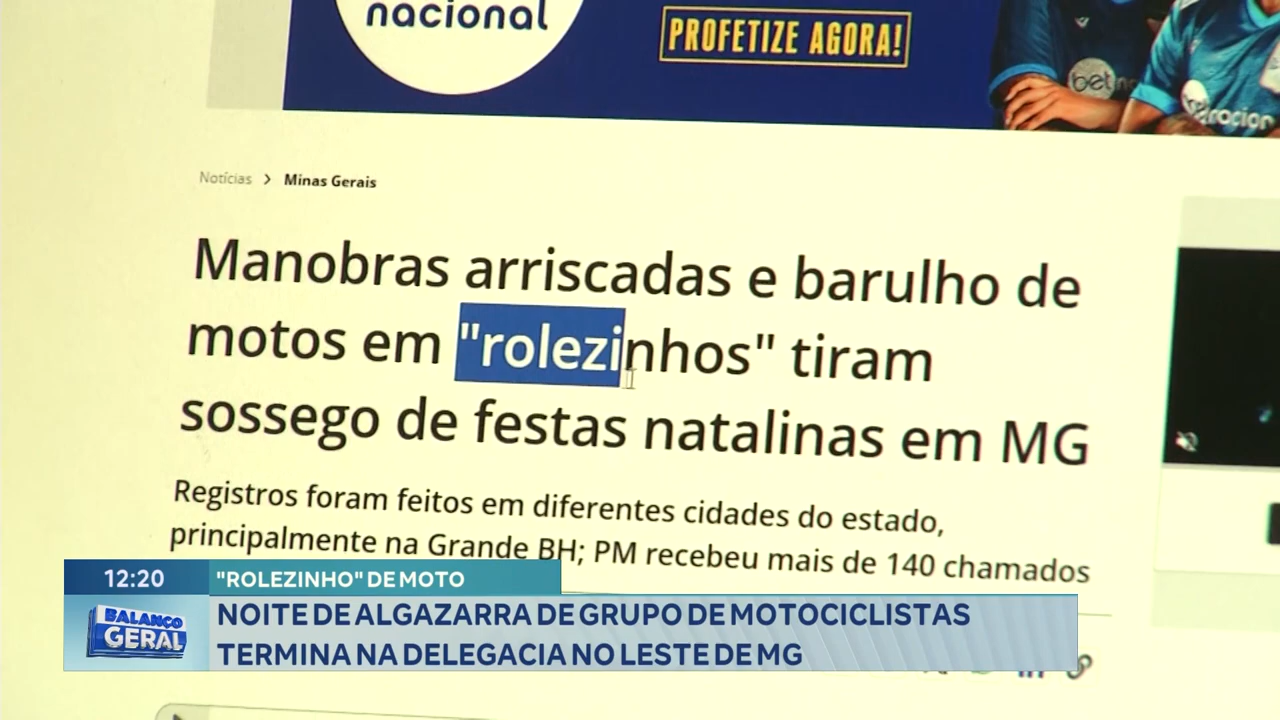 nacional
PROFETIZE AGORA!
bet
Notícias > Minas Gerais
Manobras arriscadas e barulho de
motos em "rolezinhos" tiram
sossego de festas natalinas em MG
Registros foram feitos em diferentes cidades do estado,
principalmente na Grande BH; PM recebeu mais de 140 chamados
12:20
"ROLEZINHO" DE MOTO
BALANÇO
GERAL
NOITE DE ALGAZARRA DE GRUPO DE MOTOCICLISTAS
TERMINA NA DELEGACIA NO LESTE DE MG